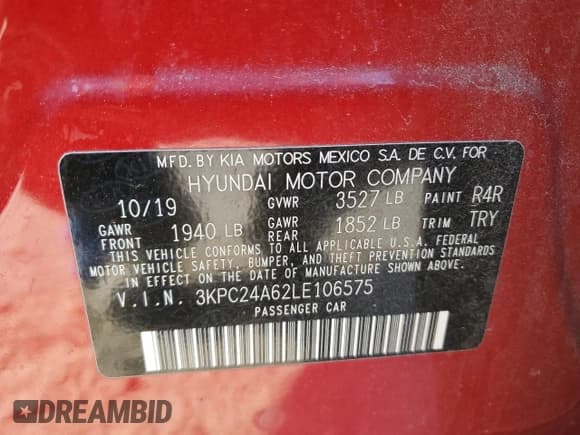 MFD. BY KIA MOTORS MEXICO S.A. DE C.V. FOR
HYUNDAI MOTOR COMPANY
10/19 GVWR 3527 LB PAINT R4R
GAWR FRONT 1940 LB GAWR REAR 1852 LB TRIM TRY
THIS VEHICLE CONFORMS TO ALL APPLICABLE U.S.A. FEDERAL
MOTOR VEHICLE SAFETY, BUMPER, AND THEFT PREVENTION STANDARDS
IN EFFECT ON THE DATE OF MANUFACTURE SHOWN ABOVE.
V.I.N. 3KPC24A62LE106575
PASSENGER CAR
DREAMBID